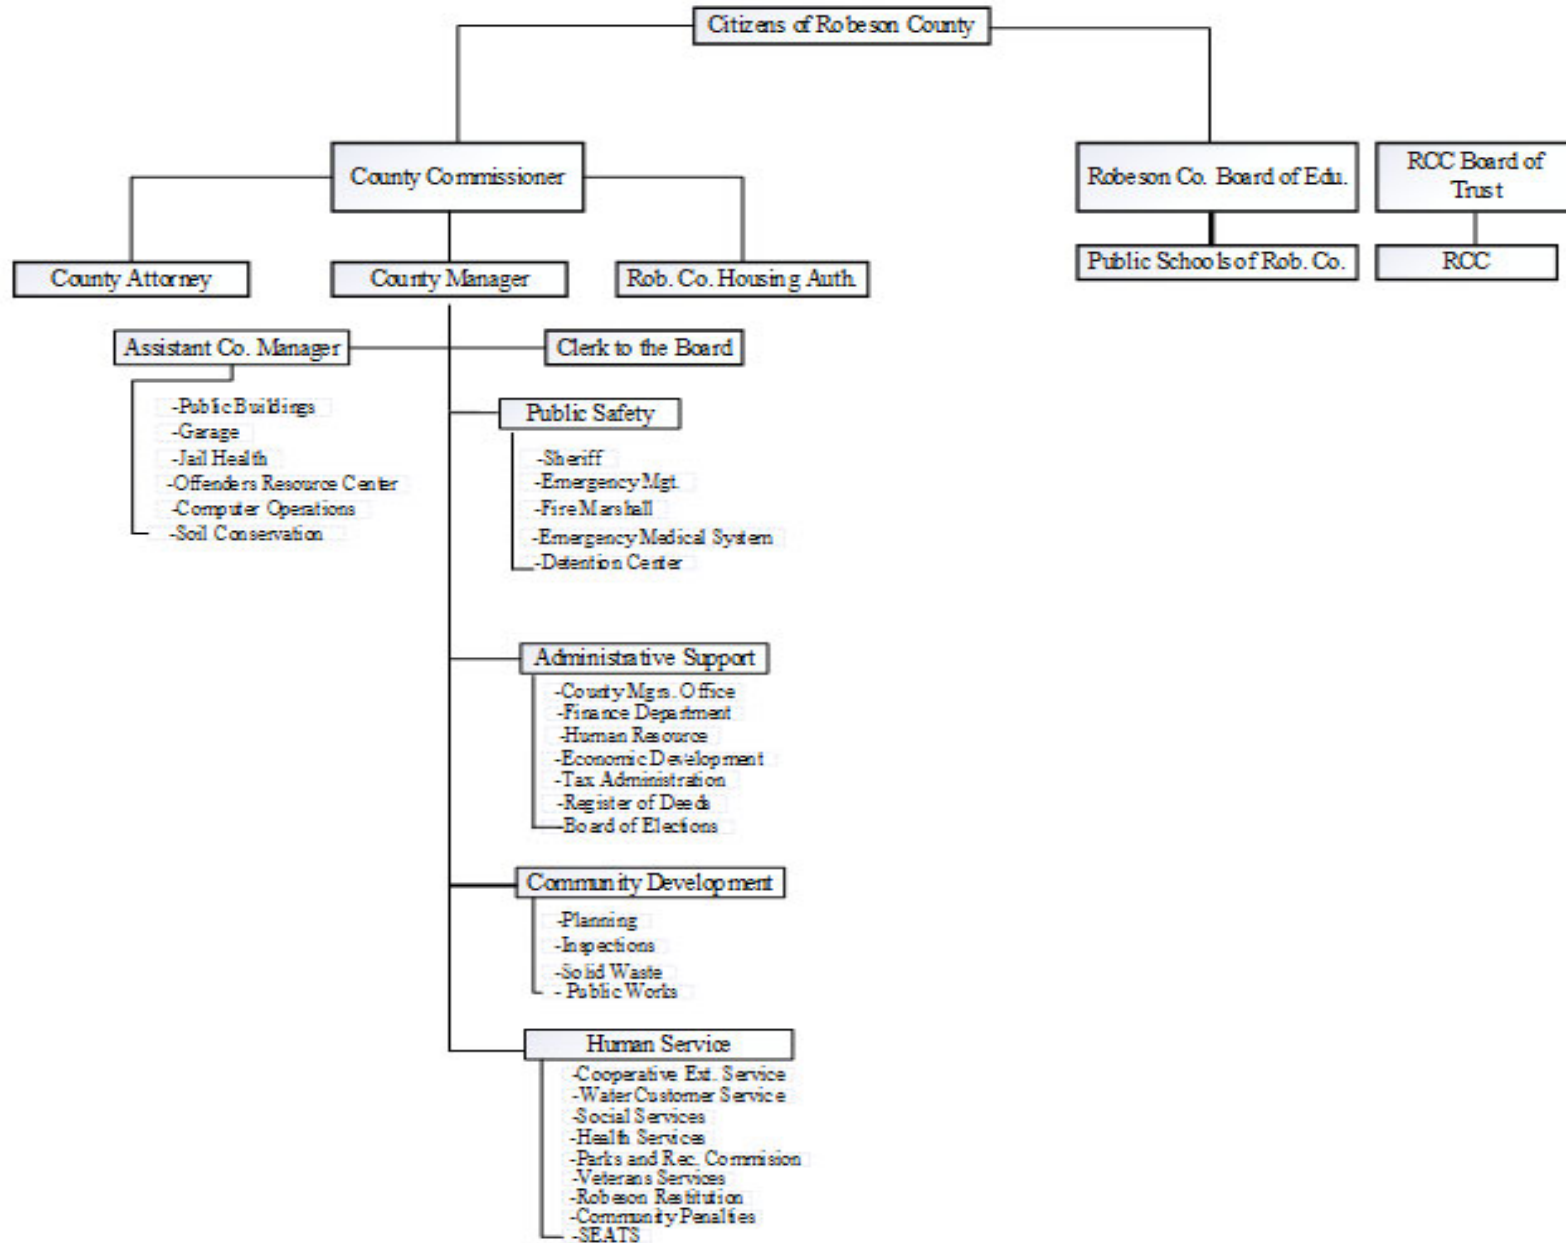 Citizens of Robeson County
County Commissioner
Robeson Co. Board of Edu.
RCC Board of
Trust
County Attorney
County Manager
Rob. Co. Housing Auth.
Public Schools of Rob. Co.
RCC
Assistant Co. Manager
Clerk to the Board
-Public Buildings
-Garage
-Jail Health
-Offenders Resource Center
-Computer Operations
-Soil Conservation
Public Safety
-Sheriff
-Emergency Mgt.
-Fire Marshall
-Emergency Medical System
-Detention Center
Administrative Support
-County Mgrs. Office
-Finance Department
-Human Resource
-Economic Development
-Tax Administration
-Register of Deeds
-Board of Elections
Community Development
-Planning
-Inspections
-Solid Waste
- Public Works
Human Service
-Cooperative Ext. Service
-Water Customer Service
-Social Services
-Health Services
-Parks and Rec. Commision
-Veterans Services
-Robeson Restitution
-Community Penalties
-SEATS